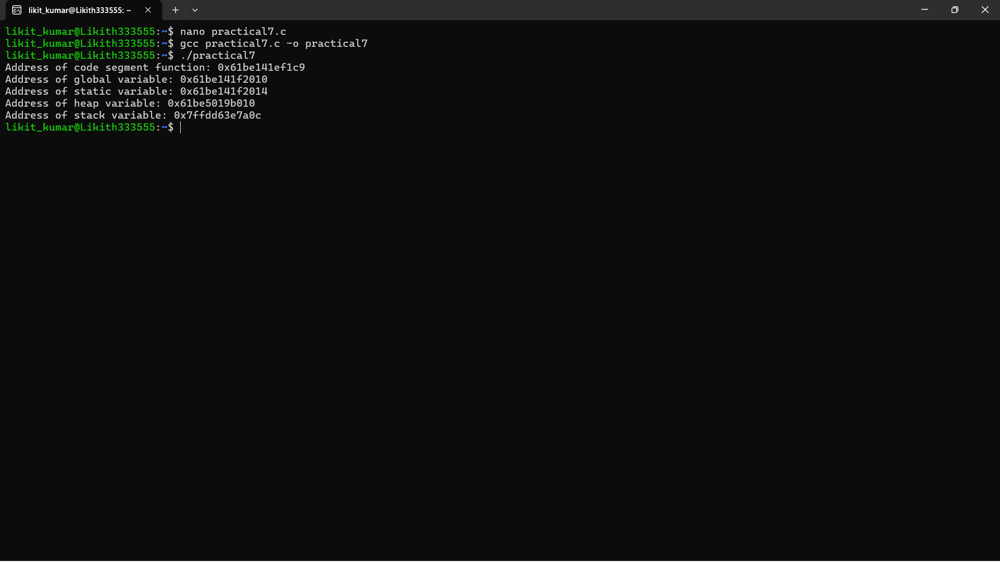 likit_kumar@Likith333555: ~
likit_kumar@Likith333555:~$ nano practical7.c
likit_kumar@Likith333555:~$ gcc practical7.c -o practical7
likit_kumar@Likith333555:~$ ./practical7
Address of code segment function: 0x61be141ef1c9
Address of global variable: 0x61be141f2010
Address of static variable: 0x61be141f2014
Address of heap variable: 0x61be5019b010
Address of stack variable: 0x7ffdd63e7a0c
likit_kumar@Likith333555:~$